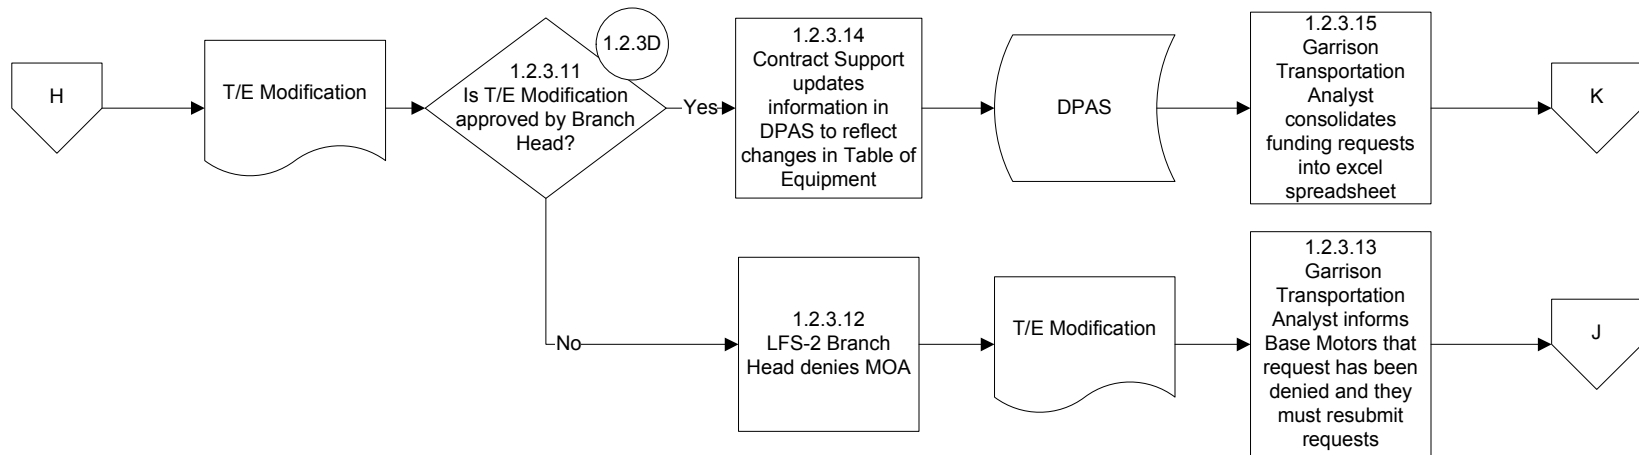 H
T/E Modification
1.2.3D
1.2.3.11
Is T/E Modification
approved by Branch
Head?
Yes
1.2.3.14
Contract Support
updates
information in
DPAS to reflect
changes in Table of
Equipment
DPAS
1.2.3.15
Garrison
Transportation
Analyst
consolidates
funding requests
into excel
spreadsheet
K
No
1.2.3.12
LFS-2 Branch
Head denies MOA
T/E Modification
1.2.3.13
Garrison
Transportation
Analyst informs
Base Motors that
request has been
denied and they
must resubmit
requests
J